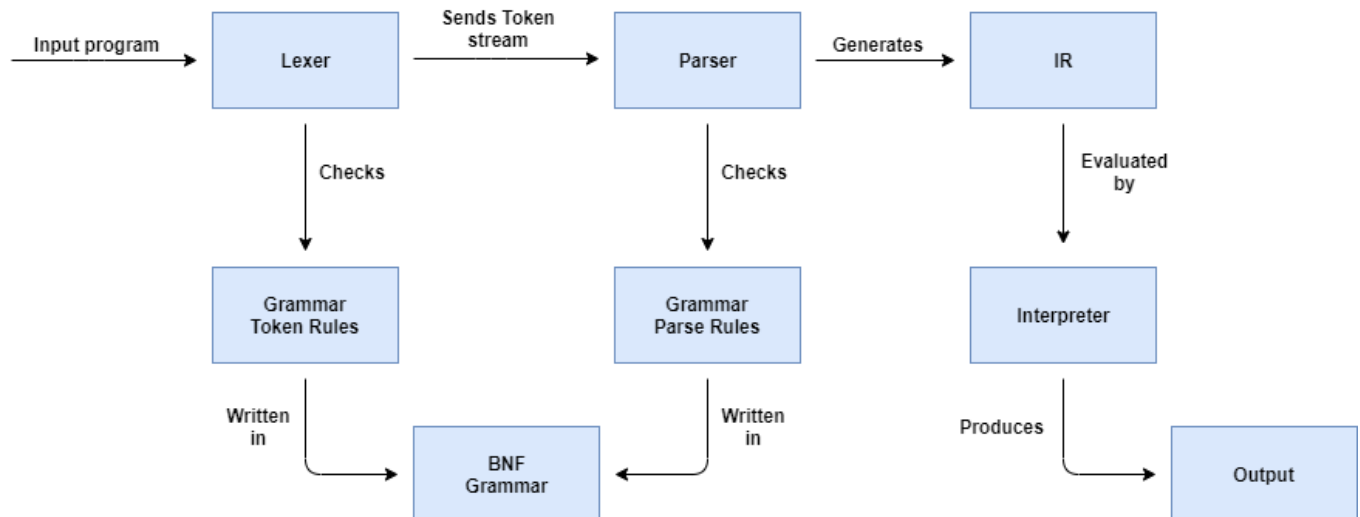 Input program
Lexer
Sends Token
stream
Parser
Generates
IR
Checks
Checks
Evaluated
by
Grammar
Token Rules
Grammar
Parse Rules
Interpreter
Written
in
BNF
Grammar
Written
in
Produces
Output